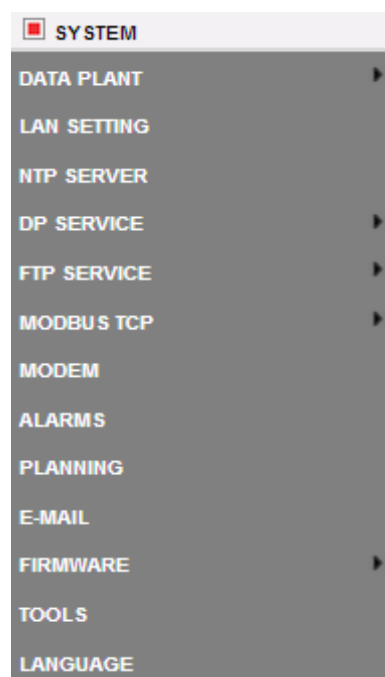 SYSTEM
DATA PLANT
LAN SETTING
NTP SERVER
DP SERVICE
FTP SERVICE
MODBUS TCP
MODEM
ALARMS
PLANNING
E-MAIL
FIRMWARE
TOOLS
LANGUAGE